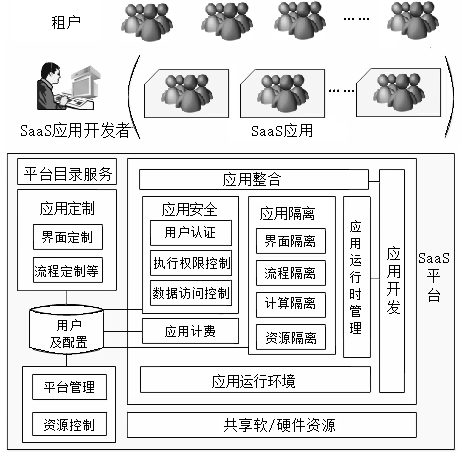 租户
SaaS应用开发者
SaaS应用
平台目录服务
应用定制
界面定制
流程定制等
用户
及配置
平台管理
资源控制
应用整合
应用安全
用户认证
执行权限控制
数据访问控制
应用计费
应用隔离
界面隔离
流程隔离
计算隔离
资源隔离
应用运行时管理
应用开发
应用运行环境
共享软/硬件资源
SaaS
平台